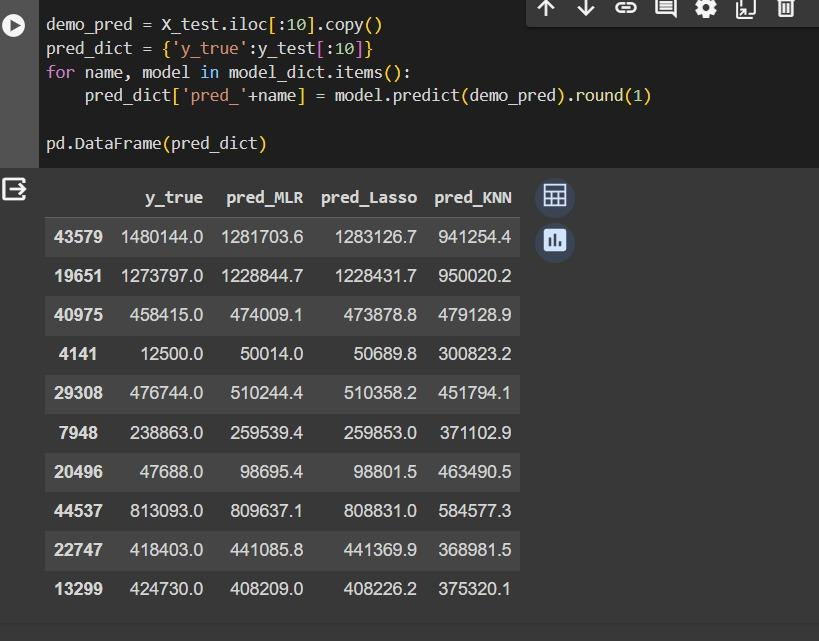 demo_pred = X_test.iloc[:10].copy()
pred_dict = {'y_true':y_test[:10]}
for name, model in model_dict.items():
    pred_dict['pred_'+name] = model.predict(demo_pred).round(1)
pd.DataFrame(pred_dict)
y_true pred_MLR pred_Lasso pred_KNN
43579 1480144.0 1281703.6 1283126.7 941254.4
19651 1273797.0 1228844.7 1228431.7 950020.2
40975 458415.0 474009.1 473878.8 479128.9
4141 12500.0 50014.0 50689.8 300823.2
29308 476744.0 510244.4 510358.2 451794.1
7948 238863.0 259539.4 259853.0 371102.9
20496 47688.0 98695.4 98801.5 463490.5
44537 813093.0 809637.1 808831.0 584577.3
22747 418403.0 441085.8 441369.9 368981.5
13299 424730.0 408209.0 408226.2 375320.1